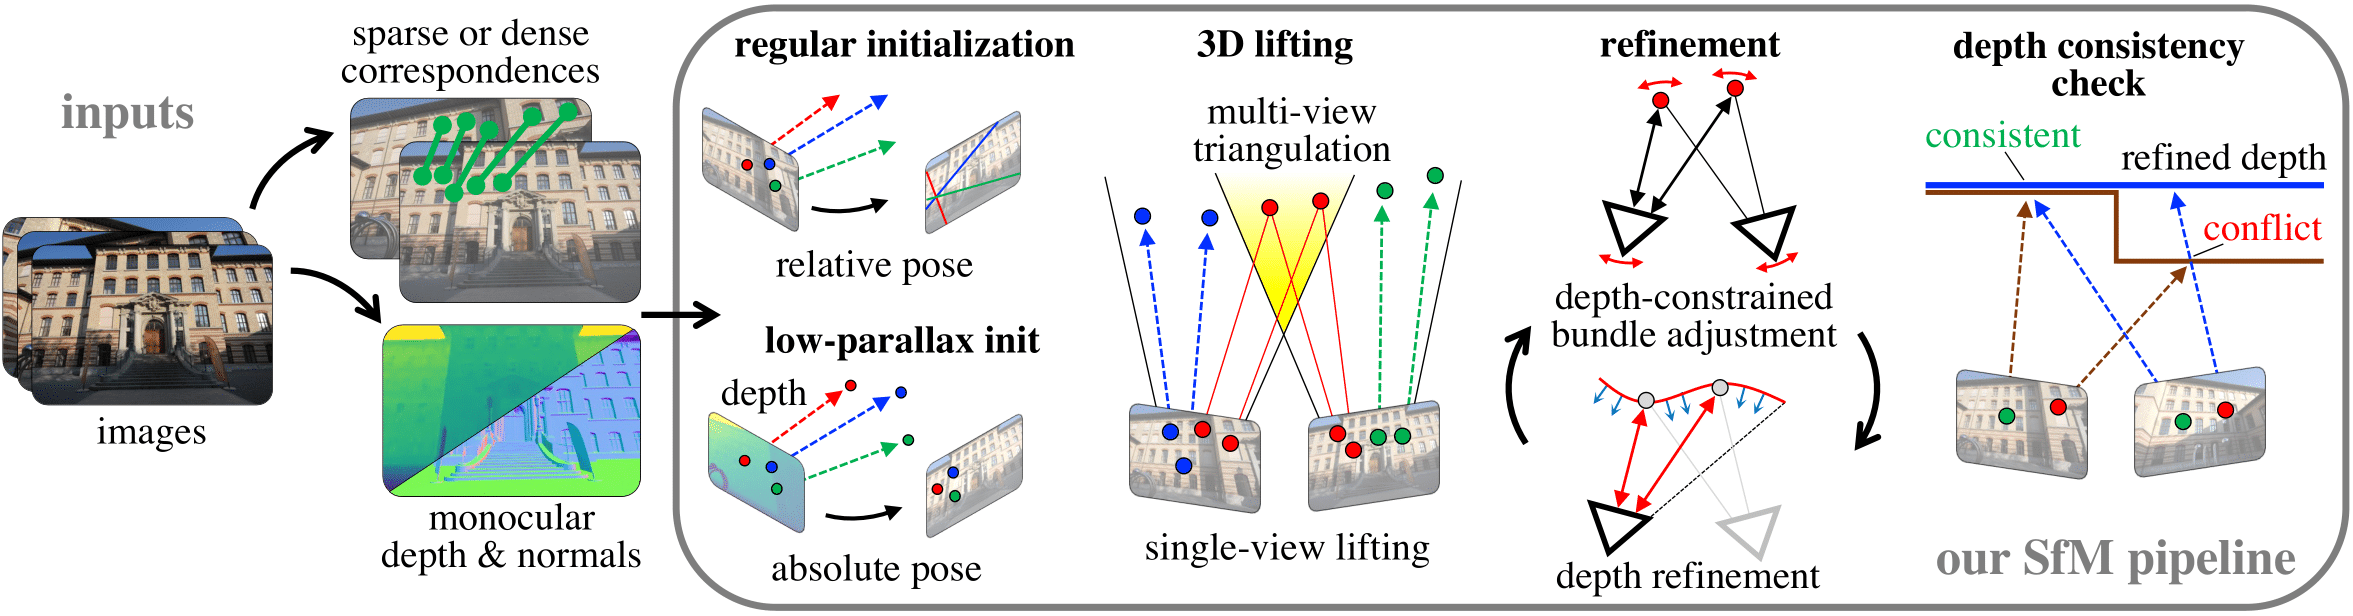 inputs
images
sparse or dense
correspondences
monocular
depth & normals
regular initialization
relative pose
low-parallax init
depth
absolute pose
3D lifting
multi-view
triangulation
single-view lifting
refinement
depth-constrained
bundle adjustment
depth refinement
depth consistency
check
consistent
refined depth
conflict
our SfM pipeline